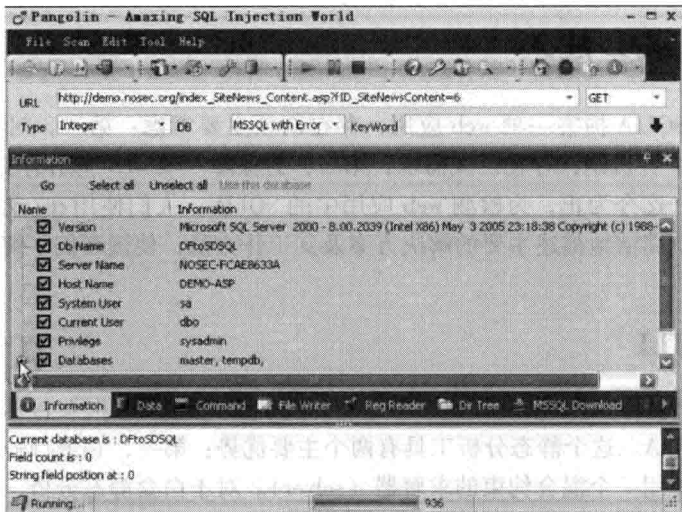 Pangolin - Amazing SQL Injection World
File Scan Edit Tool Help
URL http://demo.nosec.org/index_SiteNews_Content.asp?fID_SiteNewsContent=6 GET
Type Integer DB MSSQL with Error KeyWord
Information
Go Select all Unselect all Use this database
Name Information
Version Microsoft SQL Server 2000 - 8.00.2039 (Intel X86) May 3 2005 23:18:38 Copyright (c) 1988-
Db Name DFtoSDSQL
Server Name NOSEC-FCAE8633A
Host Name DEMO-ASP
System User sa
Current User dbo
Privilege sysadmin
Databases master, tempdb,
Information Data Command File Writer Reg Reader Dir Tree MSSQL Download
Current database is : DFtoSDSQL
Field count is : 0
String field postion at : 0
Running... 936